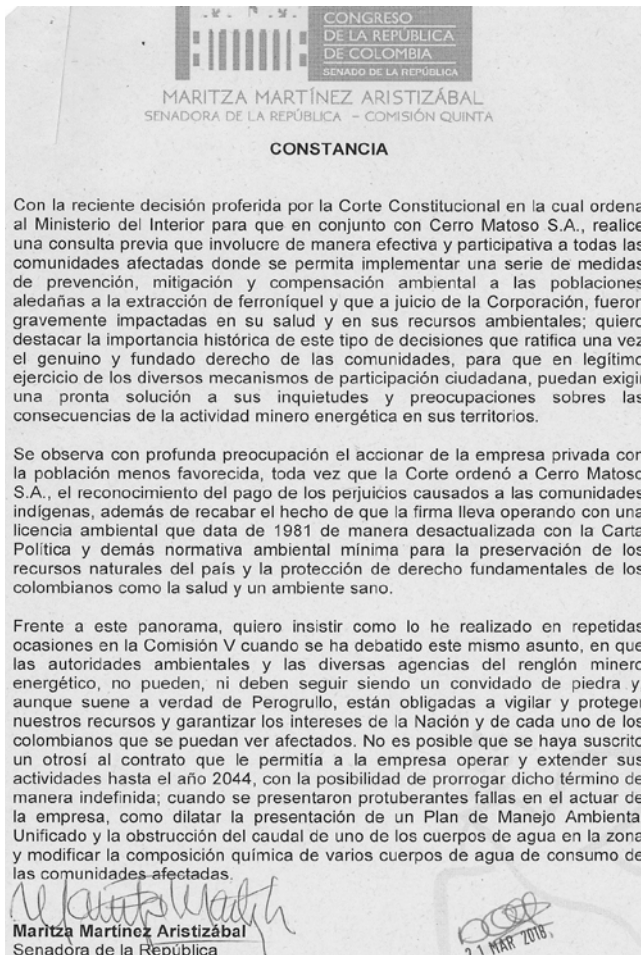 CONGRESO
DE LA REPÚBLICA
DE COLOMBIA
SENADO DE LA REPÚBLICA
MARITZA MARTÍNEZ ARISTIZÁBAL
SENADORA DE LA REPÚBLICA – COMISIÓN QUINTA
CONSTANCIA
Con la reciente decisión proferida por la Corte Constitucional en la cual ordena
al Ministerio del Interior para que en conjunto con Cerro Matoso S.A., realice
una consulta previa que involucre de manera efectiva y participativa a todas las
comunidades afectadas donde se permita implementar una serie de medidas
de prevención, mitigación y compensación ambiental a las poblaciones
aledañas a la extracción de ferroníquel y que a juicio de la Corporación, fueron
gravemente impactadas en su salud y en sus recursos ambientales; quiero
destacar la importancia histórica de este tipo de decisiones que ratifica una vez
el genuino y fundado derecho de las comunidades, para que en legítimo
ejercicio de los diversos mecanismos de participación ciudadana, puedan exigi
una pronta solución a sus inquietudes y preocupaciones sobre las
consecuencias de la actividad minero energética en sus territorios.
Se observa con profunda preocupación el accionar de la empresa privada con
la población menos favorecida, toda vez que la Corte ordenó a Cerro Matoso
S.A., el reconocimiento del pago de los perjuicios causados a las comunidades
indígenas, además de recabar el hecho de que la firma lleva operando con una
licencia ambiental que data de 1981 de manera desactualizada con la Carta
Política y demás normativa ambiental mínima para la preservación de los
recursos naturales del país y la protección de derecho fundamentales de los
colombianos como la salud y un ambiente sano.
Frente a este panorama, quiero insistir como lo he realizado en repetidas
ocasiones en la Comisión V cuando se ha debatido este mismo asunto, en que
las autoridades ambientales y las diversas agencias del renglón minero
energético, no pueden, ni deben seguir siendo un convidado de piedra y
aunque suene a verdad de Perogrullo, están obligadas a vigilar y proteger
nuestros recursos y garantizar los intereses de la Nación y de cada uno de los
colombianos que se puedan ver afectados. No es posible que se haya suscrito
un otrosí al contrato que le permitía a la empresa operar y extender sus
actividades hasta el año 2044, con la posibilidad de prorrogar dicho término de
manera indefinida; cuando se presentaron protuberantes fallas en el actuar de
la empresa, como dilatar la presentación de un Plan de Manejo Ambienta
Unificado y la obstrucción del caudal de uno de los cuerpos de agua en la zona
y modificar la composición química de varios cuerpos de agua de consumo de
las comunidades afectadas.
Maritza Martínez Aristizábal
Senadora de la República
21 MAR 2018